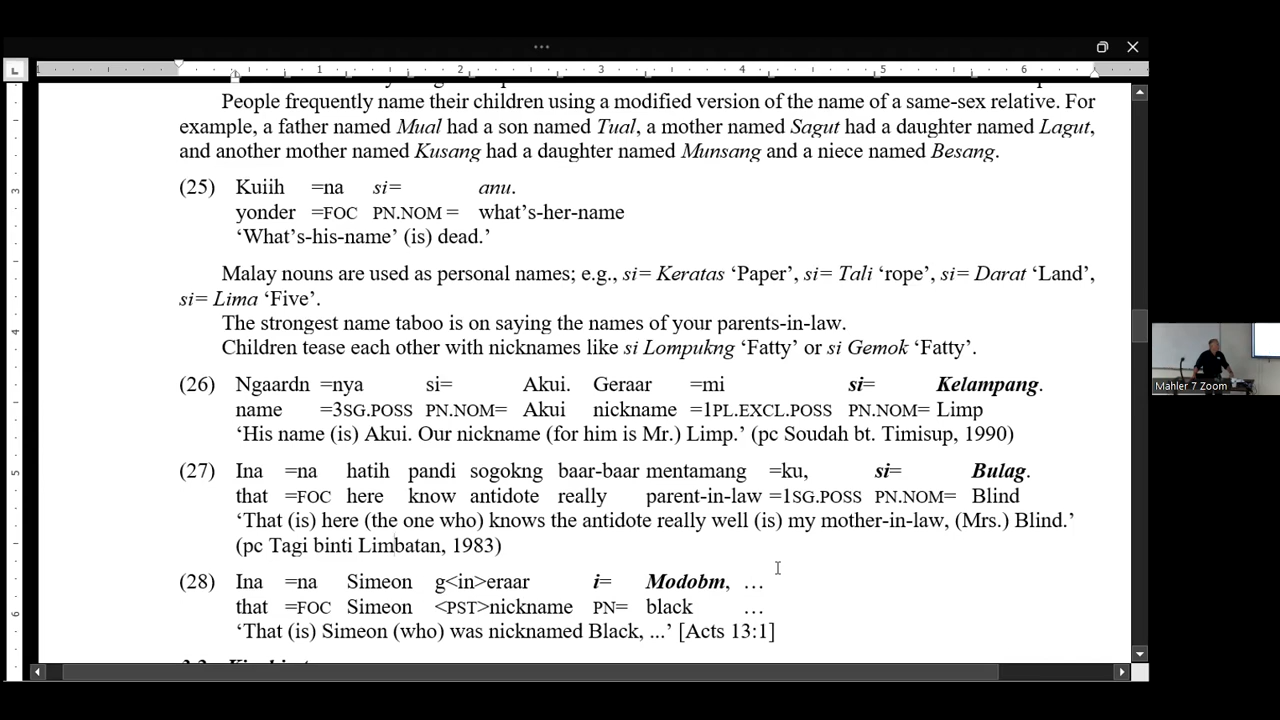 1 2 3 4 5 6
People frequently name their children using a modified version of the name of a same-sex relative. For
example, a father named Mual had a son named Tual, a mother named Sagut had a daughter named Lagut,
and another mother named Kusang had a daughter named Munsang and a niece named Besang.
(25) Kuiih =na si= anu.
yonder =FOC PN.NOM = what’s-her-name
‘What’s-his-name’ (is) dead.’
Malay nouns are used as personal names; e.g., si= Keratas ‘Paper’, si= Tali ‘rope’, si= Darat ‘Land’,
si= Lima ‘Five’.
The strongest name taboo is on saying the names of your parents-in-law.
Children tease each other with nicknames like si Lompukng ‘Fatty’ or si Gemok ‘Fatty’.
(26) Ngaardn =nya si= Akui. Geraar =mi si= Kelampang.
name =3SG.POSS PN.NOM= Akui nickname =1PL.EXCL.POSS PN.NOM= Limp
‘His name (is) Akui. Our nickname (for him is Mr.) Limp.’ (pc Soudah bt. Timisup, 1990)
(27) Ina =na hatih pandi sogokng baar-baar mentamang =ku, si= Bulag.
that =FOC here know antidote really parent-in-law =1SG.POSS PN.NOM= Blind
‘That (is) here (the one who) knows the antidote really well (is) my mother-in-law, (Mrs.) Blind.’
(pc Tagi binti Limbatan, 1983)
(28) Ina =na Simeon g<in>eraar i= Modobm, …
that =FOC Simeon <PST>nickname PN= black …
‘That (is) Simeon (who) was nicknamed Black, ...’ [Acts 13:1]
3 4 5 6
Mahler 7 Zoom